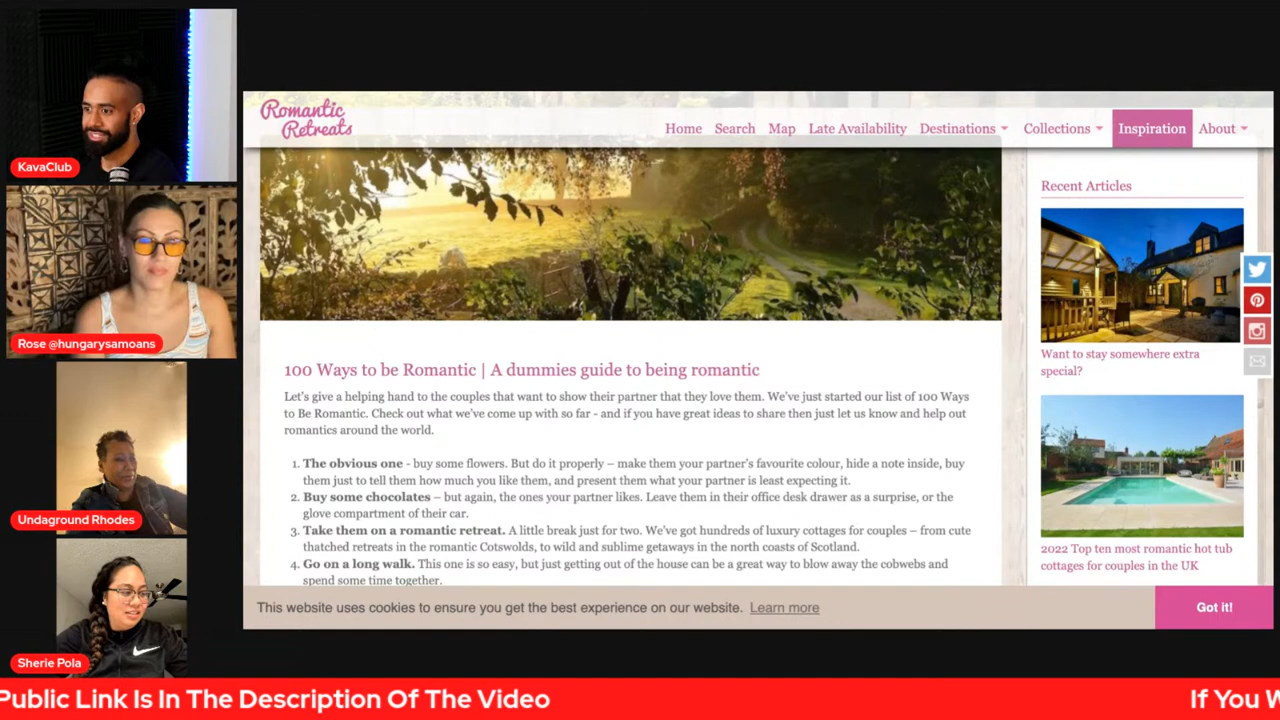 KavaClub
Rose @hungarysamoans
Undaground Rhodes
Sherie Pola
Romantic
Retreats
Home Search Map Late Availability Destinations Collections Inspiration About
100 Ways to be Romantic | A dummies guide to being romantic
Let's give a helping hand to the couples that want to show their partner that they love them. We've just started our list of 100 Ways
to Be Romantic. Check out what we've come up with so far - and if you have great ideas to share then just let us know and help out
romantics around the world.
1. The obvious one - buy some flowers. But do it properly – make them your partner's favourite colour, hide a note inside, buy
them just to tell them how much you like them, and present them when your partner is least expecting it.
2. Buy some chocolates – but again, the ones your partner likes. Leave them in their office desk drawer as a surprise, or the
glove compartment of their car.
3. Take them on a romantic retreat. A little break just for two. We've got hundreds of luxury cottages for couples – from cute
thatched retreats in the romantic Cotswolds, to wild and sublime getaways in the north coasts of Scotland.
4. Go on a long walk. This one is so easy, but just getting out of the house can be a great way to blow away the cobwebs and
spend some time together.
Recent Articles
Want to stay somewhere extra
special?
2022 Top ten most romantic hot tub
cottages for couples in the UK
This website uses cookies to ensure you get the best experience on our website. Learn more
Got it!
Public Link Is In The Description Of The Video
If You W